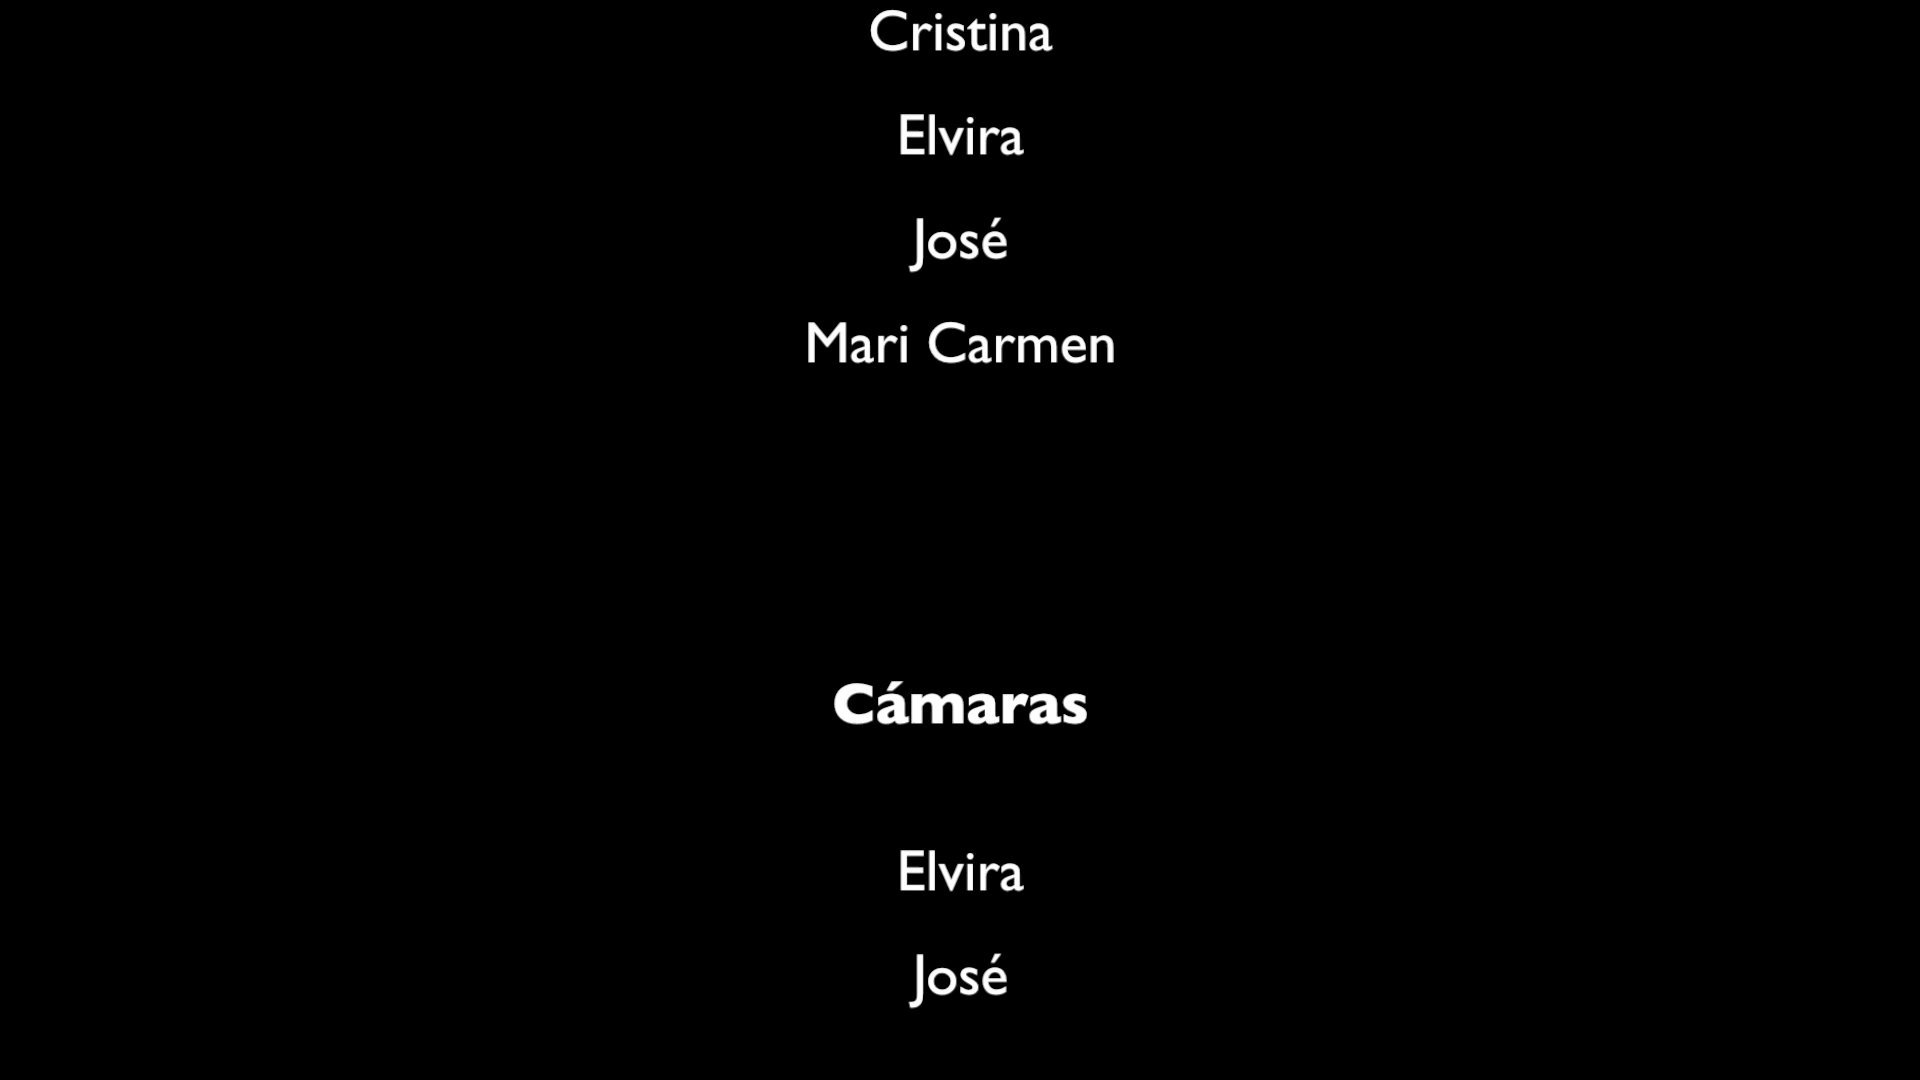 Cristina
Elvira
José
Mari Carmen
Cámaras
Elvira
José